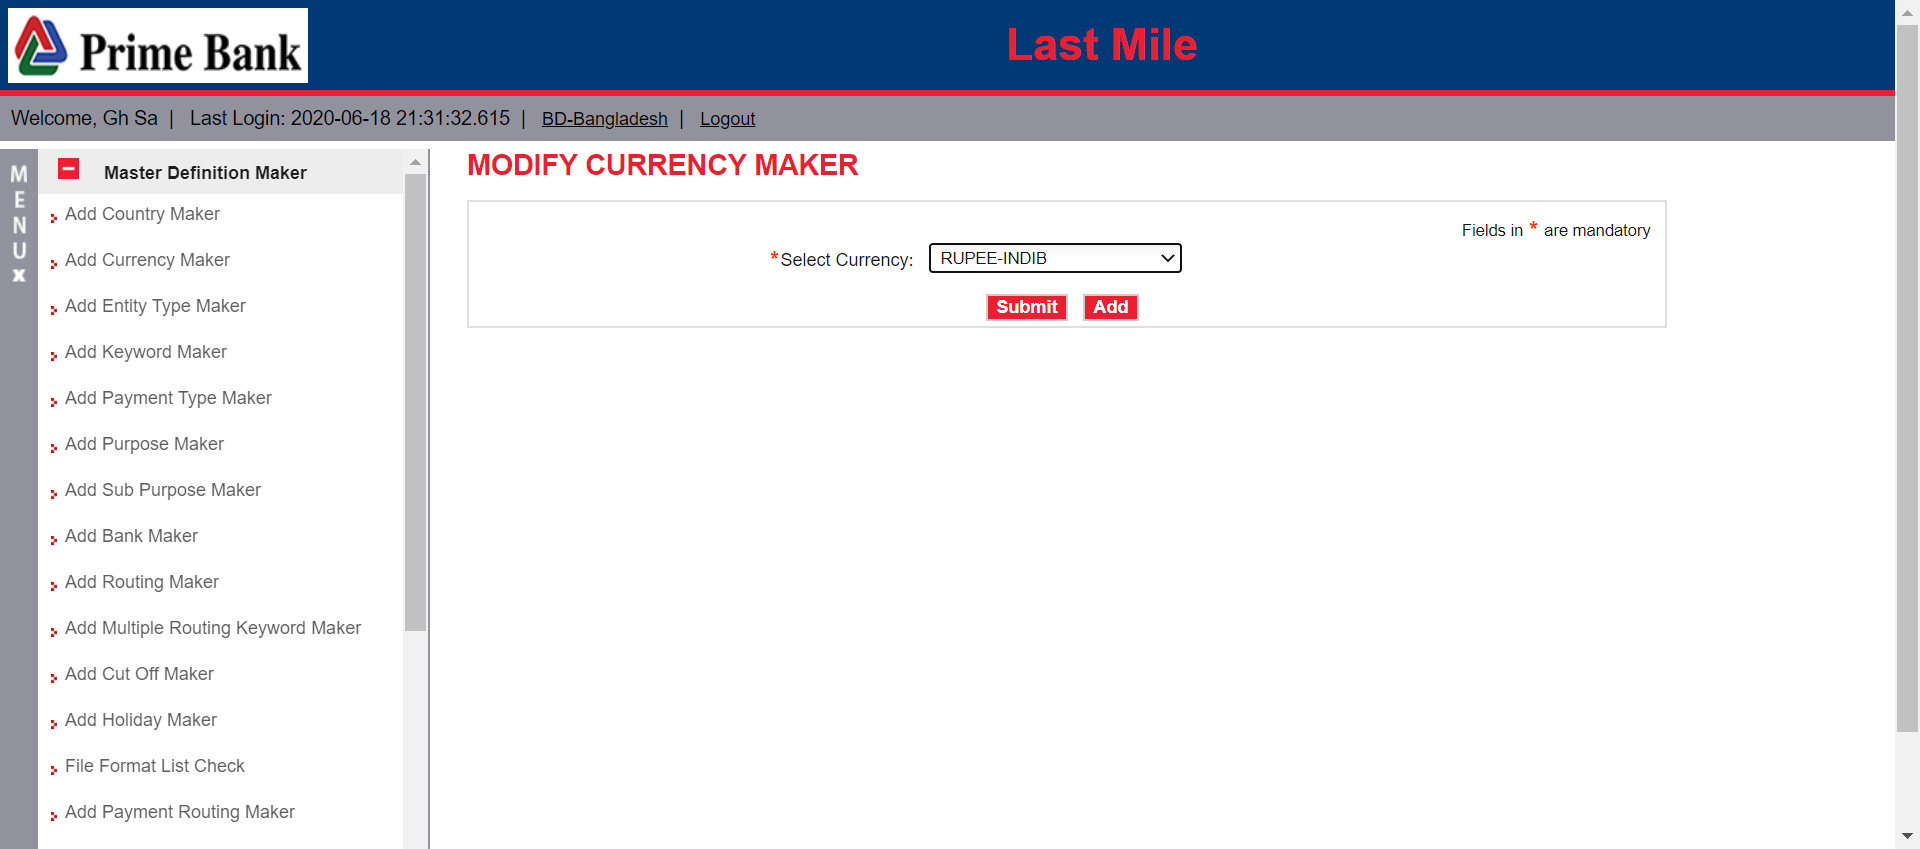 Prime Bank
Last Mile
Welcome, Gh Sa | Last Login: 2020-06-18 21:31:32.615 | BD-Bangladesh | Logout
MENU x
Master Definition Maker
Add Country Maker
Add Currency Maker
Add Entity Type Maker
Add Keyword Maker
Add Payment Type Maker
Add Purpose Maker
Add Sub Purpose Maker
Add Bank Maker
Add Routing Maker
Add Multiple Routing Keyword Maker
Add Cut Off Maker
Add Holiday Maker
File Format List Check
Add Payment Routing Maker
MODIFY CURRENCY MAKER
Fields in * are mandatory
*Select Currency: RUPEE-INDIB
Submit Add